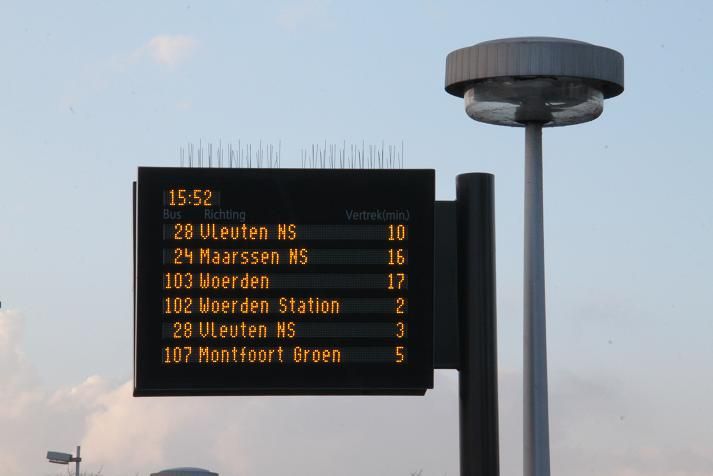 15:52
Bus Richting Vertrek(min.)
28 Vleuten NS 10
24 Maarssen NS 16
103 Woerden 17
102 Woerden Station 2
28 Vleuten NS 3
107 Montfoort Groen 5